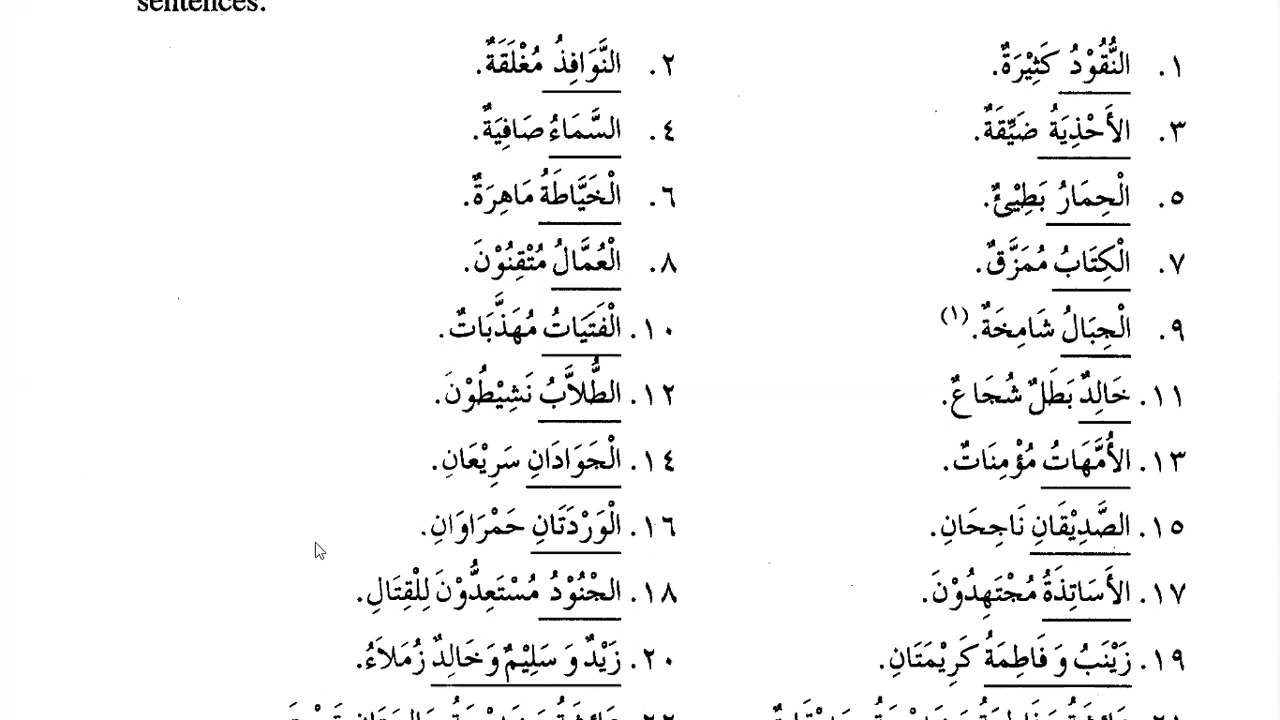 sentences.
١. النُّقُوْدُ كَثِيْرَةٌ. ٢. النَّوَافِذُ مُغْلَقَةٌ.
٣. الأَحْذِيَةُ ضَيِّقَةٌ. ٤. السَّمَاءُ صَافِيَةٌ.
٥. الْحِمَارُ بَطِيْئٌ. ٦. الْخَيَّاطَةُ مَاهِرَةٌ.
٧. الْكِتَابُ مُمَزَّقٌ. ٨. الْعُمَّالُ مُتْقِنُوْنَ.
٩. الْجِبَالُ شَامِخَةٌ. (١) ١٠. الْفَتَيَاتُ مُهَذَّبَاتٌ.
١١. خَالِدٌ بَطَلٌ شُجَاعٌ. ١٢. الطُّلاَّبُ نَشِيْطُوْنَ.
١٣. الأُمَّهَاتُ مُؤْمِنَاتٌ. ١٤. الْجَوَادَانِ سَرِيْعَانِ.
١٥. الصَّدِيْقَانِ نَاجِحَانِ. ١٦. الْوَرْدَتَانِ حَمْرَاوَانِ.
١٧. الأَسَاتِذَةُ مُجْتَهِدُوْنَ. ١٨. الْجُنُوْدُ مُسْتَعِدُّوْنَ لِلْقِتَالِ.
١٩. زَيْنَبُ وَ فَاطِمَةُ كَرِيْمَتَانِ. ٢٠. زَيْدٌ وَ سَلِيْمٌ وَ خَالِدٌ زُمَلاَءُ.